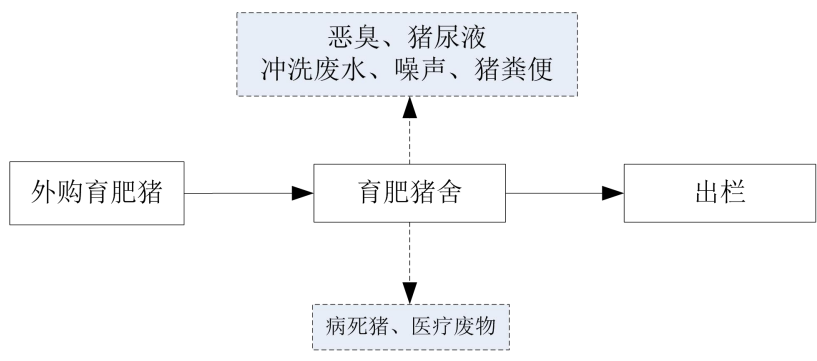 恶臭、猪尿液
冲洗废水、噪声、猪粪便
外购育肥猪
育肥猪舍
出栏
病死猪、医疗废物